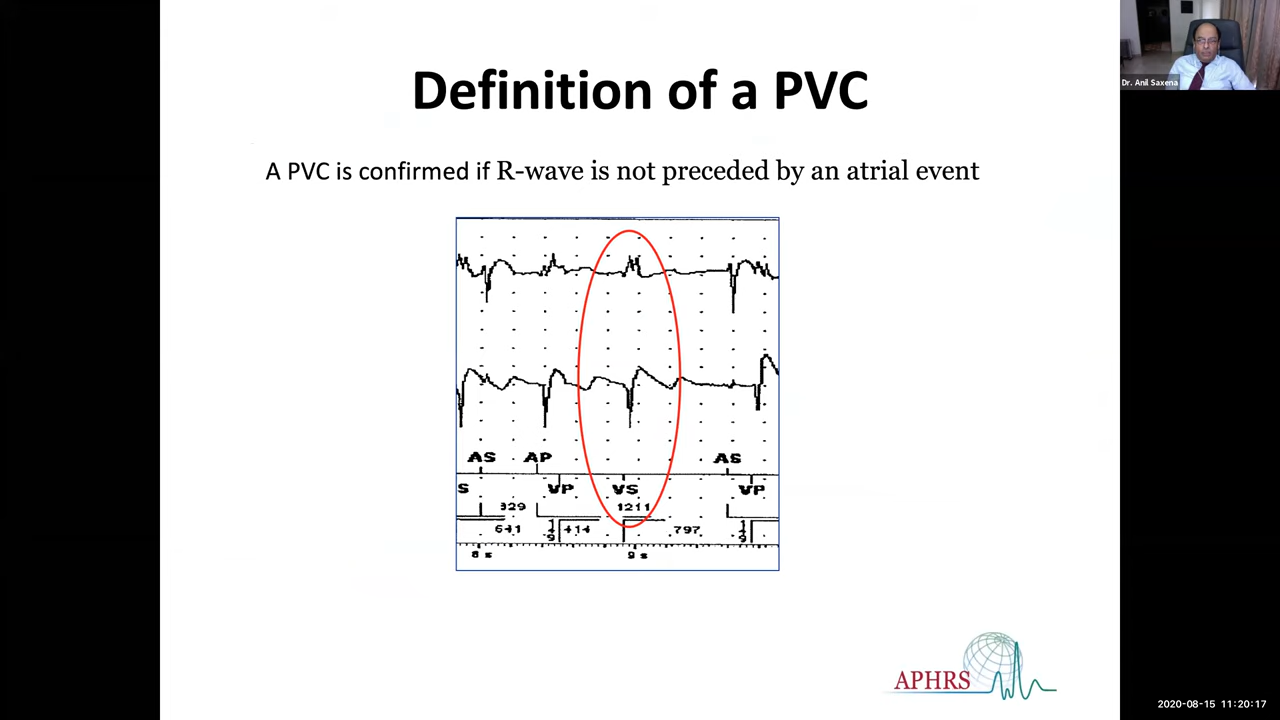 Definition of a PVC
Dr. Anil Saxena
A PVC is confirmed if R-wave is not preceded by an atrial event
AS AP AS
S VP VS VP
329 1211
641 414 797
8 s 9 s
APHRS
2020-08-15 11:20:17